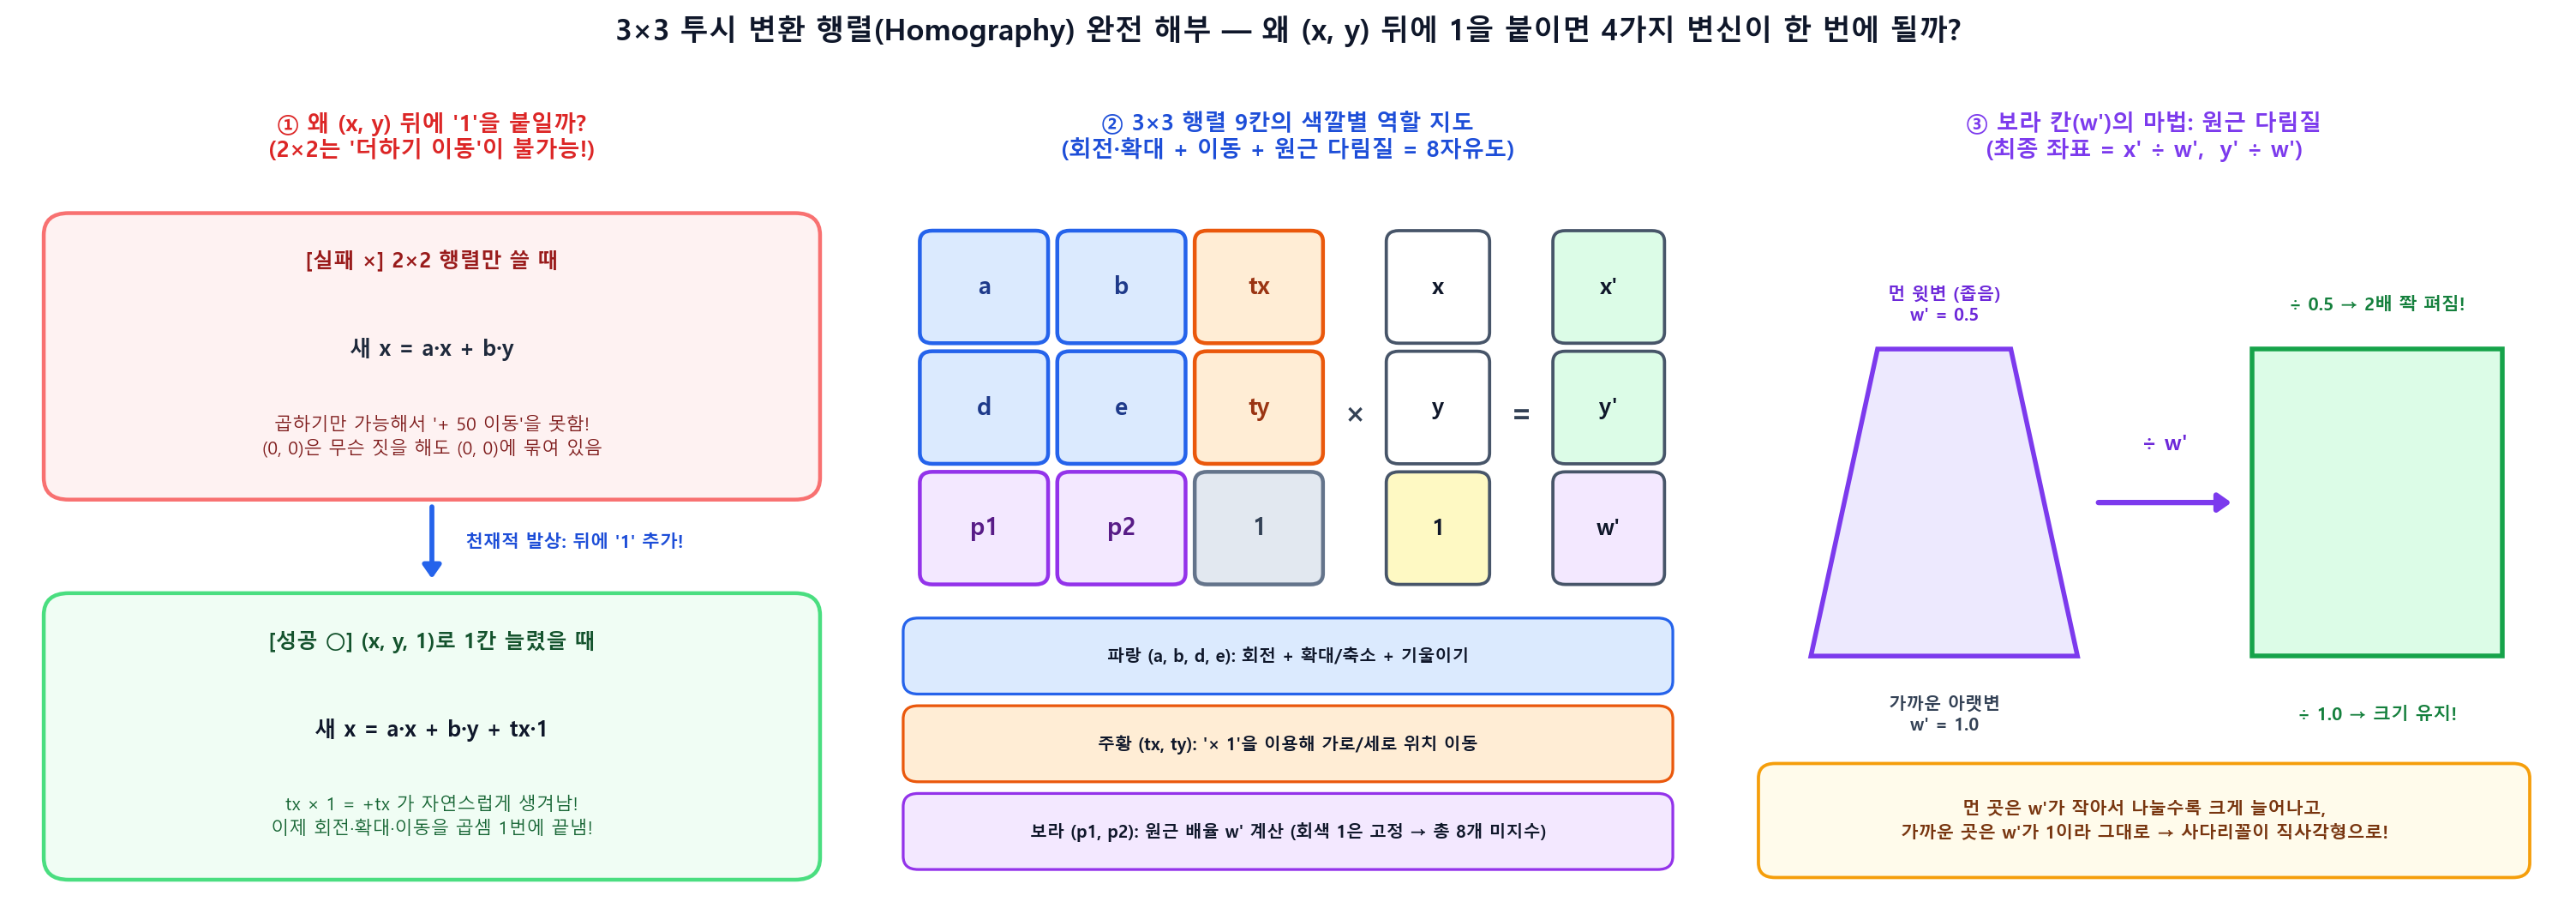 3×3 투시 변환 행렬(Homography) 완전 해부 — 왜 (x, y) 뒤에 1을 붙이면 4가지 변신이 한 번에 될까?
① 왜 (x, y) 뒤에 '1'을 붙일까?
(2×2는 '더하기 이동'이 불가능!)
[실패 ×] 2×2 행렬만 쓸 때
새 x = a·x + b·y
곱하기만 가능해서 '+ 50 이동'을 못함!
(0, 0)은 무슨 짓을 해도 (0, 0)에 묶여 있음
천재적 발상: 뒤에 '1' 추가!
[성공 ○] (x, y, 1)로 1칸 늘렸을 때
새 x = a·x + b·y + tx·1
tx × 1 = +tx 가 자연스럽게 생겨남!
이제 회전·확대·이동을 곱셈 1번에 끝냄!
② 3×3 행렬 9칸의 색깔별 역할 지도
(회전·확대 + 이동 + 원근 다림질 = 8자유도)
a b tx x x'
d e ty × y = y'
p1 p2 1 1 w'
파랑 (a, b, d, e): 회전 + 확대/축소 + 기울이기
주황 (tx, ty): '× 1'을 이용해 가로/세로 위치 이동
보라 (p1, p2): 원근 배율 w' 계산 (회색 1은 고정 → 총 8개 미지수)
③ 보라 칸(w')의 마법: 원근 다림질
(최종 좌표 = x' ÷ w', y' ÷ w')
먼 윗변 (좁음)
w' = 0.5
÷ 0.5 → 2배 쫙 펴짐!
÷ w'
가까운 아랫변
w' = 1.0
÷ 1.0 → 크기 유지!
먼 곳은 w'가 작아서 나눌수록 크게 늘어나고,
가까운 곳은 w'가 1이라 그대로 → 사다리꼴이 직사각형으로!